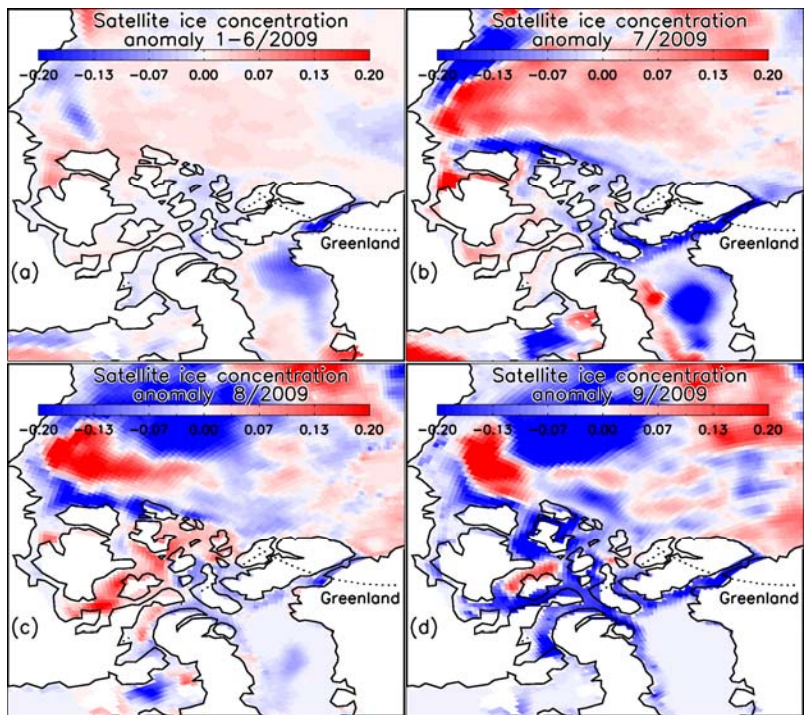 Satellite ice concentration
anomaly 1-6/2009
-0.20 -0.13 -0.07 0.00 0.07 0.13 0.20
Greenland
(a)
Satellite ice concentration
anomaly 7/2009
-0.20 -0.13 -0.07 0.00 0.07 0.13 0.20
Greenland
(b)
Satellite ice concentration
anomaly 8/2009
-0.20 -0.13 -0.07 0.00 0.07 0.13 0.20
Greenland
(c)
Satellite ice concentration
anomaly 9/2009
-0.20 -0.13 -0.07 0.00 0.07 0.13 0.20
Greenland
(d)